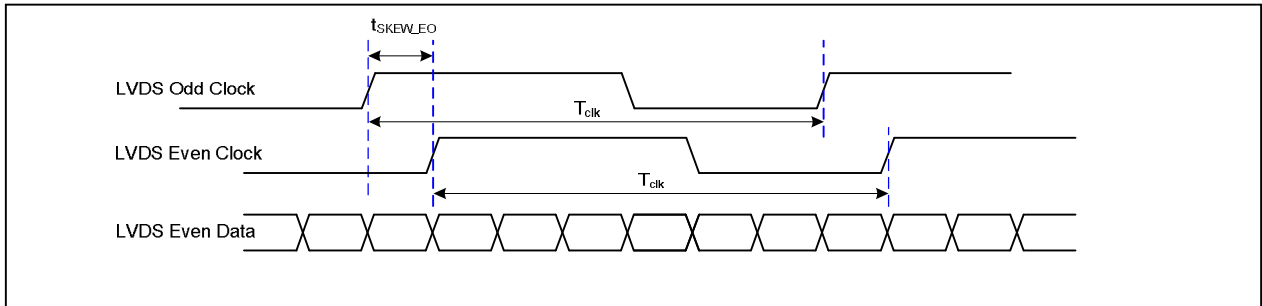 tSKEW_EO
LVDS Odd Clock
Tclk
LVDS Even Clock
Tclk
LVDS Even Data